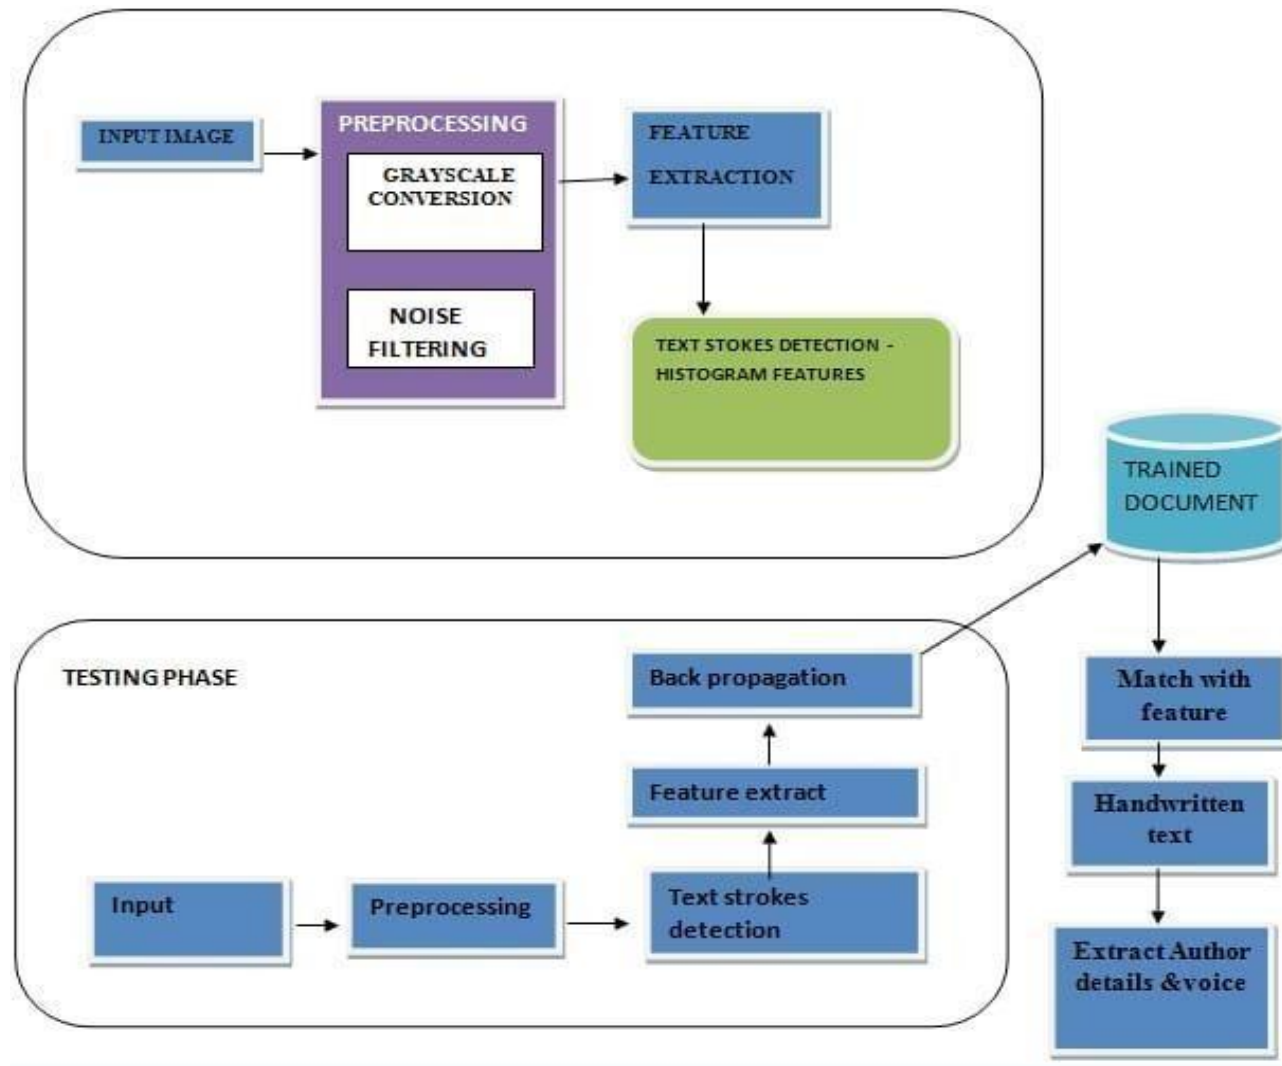 INPUT IMAGE
PREPROCESSING
GRAYSCALE
CONVERSION
NOISE
FILTERING
FEATURE
EXTRACTION
TEXT STOKES DETECTION -
HISTOGRAM FEATURES
TRAINED
DOCUMENT
TESTING PHASE
Back propagation
Feature extract
Input
Preprocessing
Text strokes
detection
Match with
feature
Handwritten
text
Extract Author
details &voice